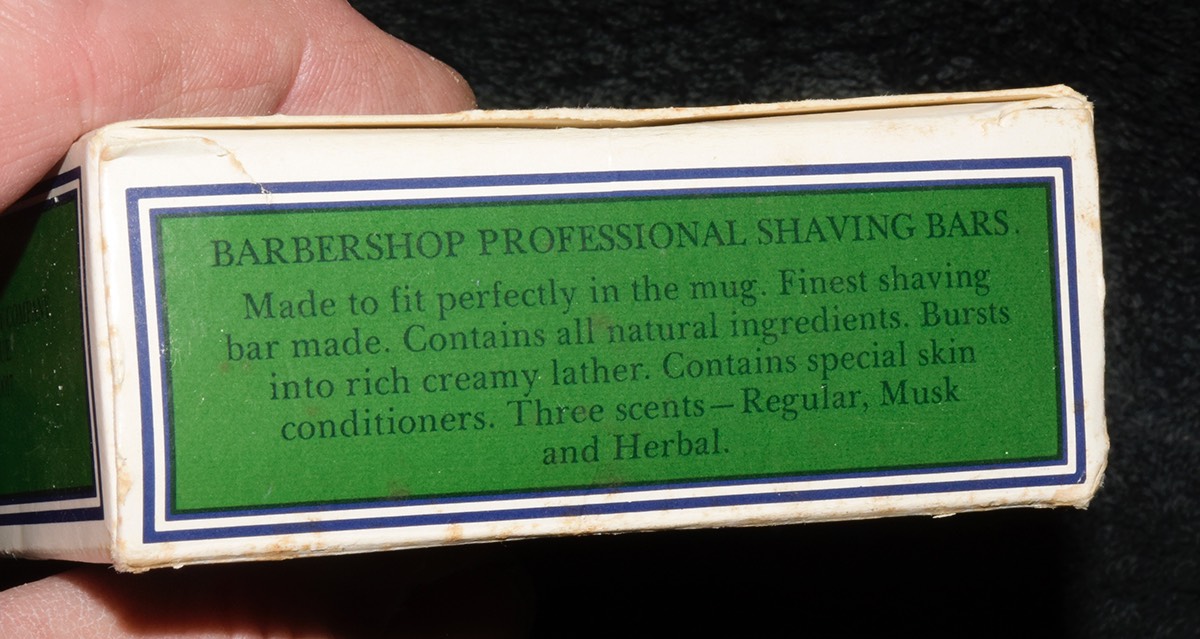 BARBERSHOP PROFESSIONAL SHAVING BARS.
Made to fit perfectly in the mug. Finest shaving
bar made. Contains all natural ingredients. Bursts
into rich creamy lather. Contains special skin
conditioners. Three scents—Regular, Musk
and Herbal.